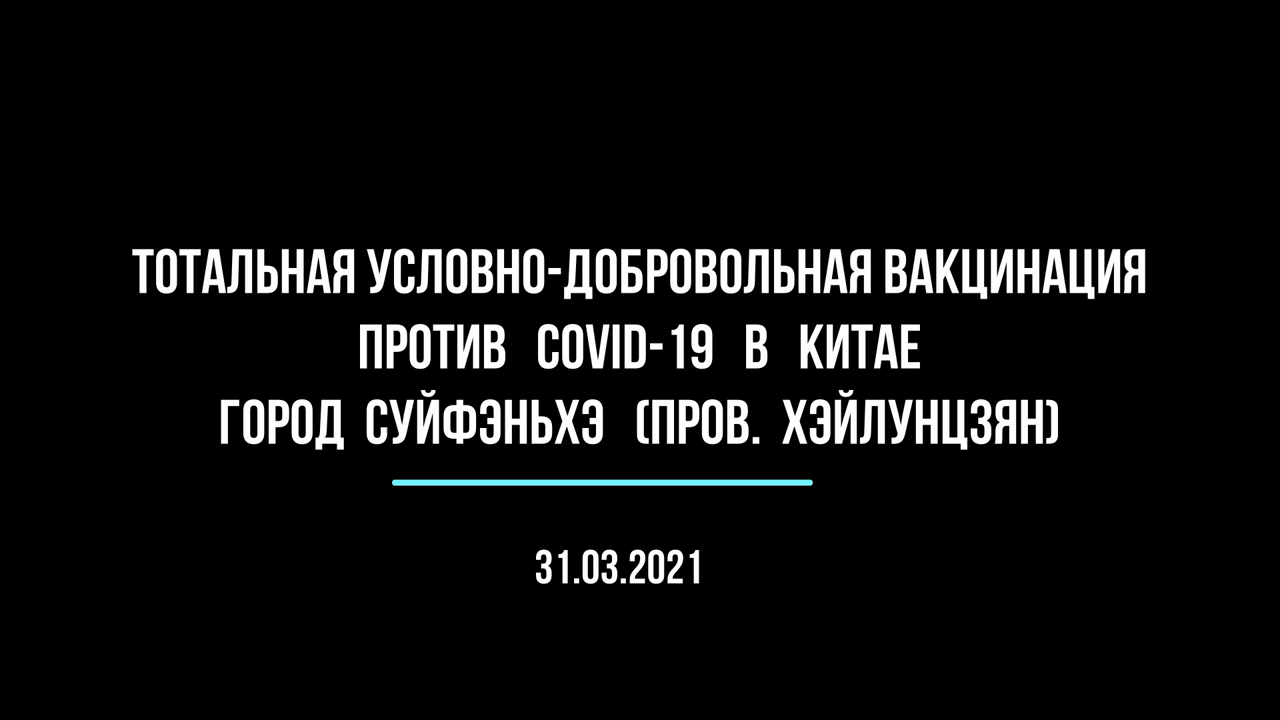 ТОТАЛЬНАЯ УСЛОВНО-ДОБРОВОЛЬНАЯ ВАКЦИНАЦИЯ
ПРОТИВ COVID-19 В КИТАЕ
ГОРОД СУЙФЭНЬХЭ (ПРОВ. ХЭЙЛУНЦЗЯН)
31.03.2021